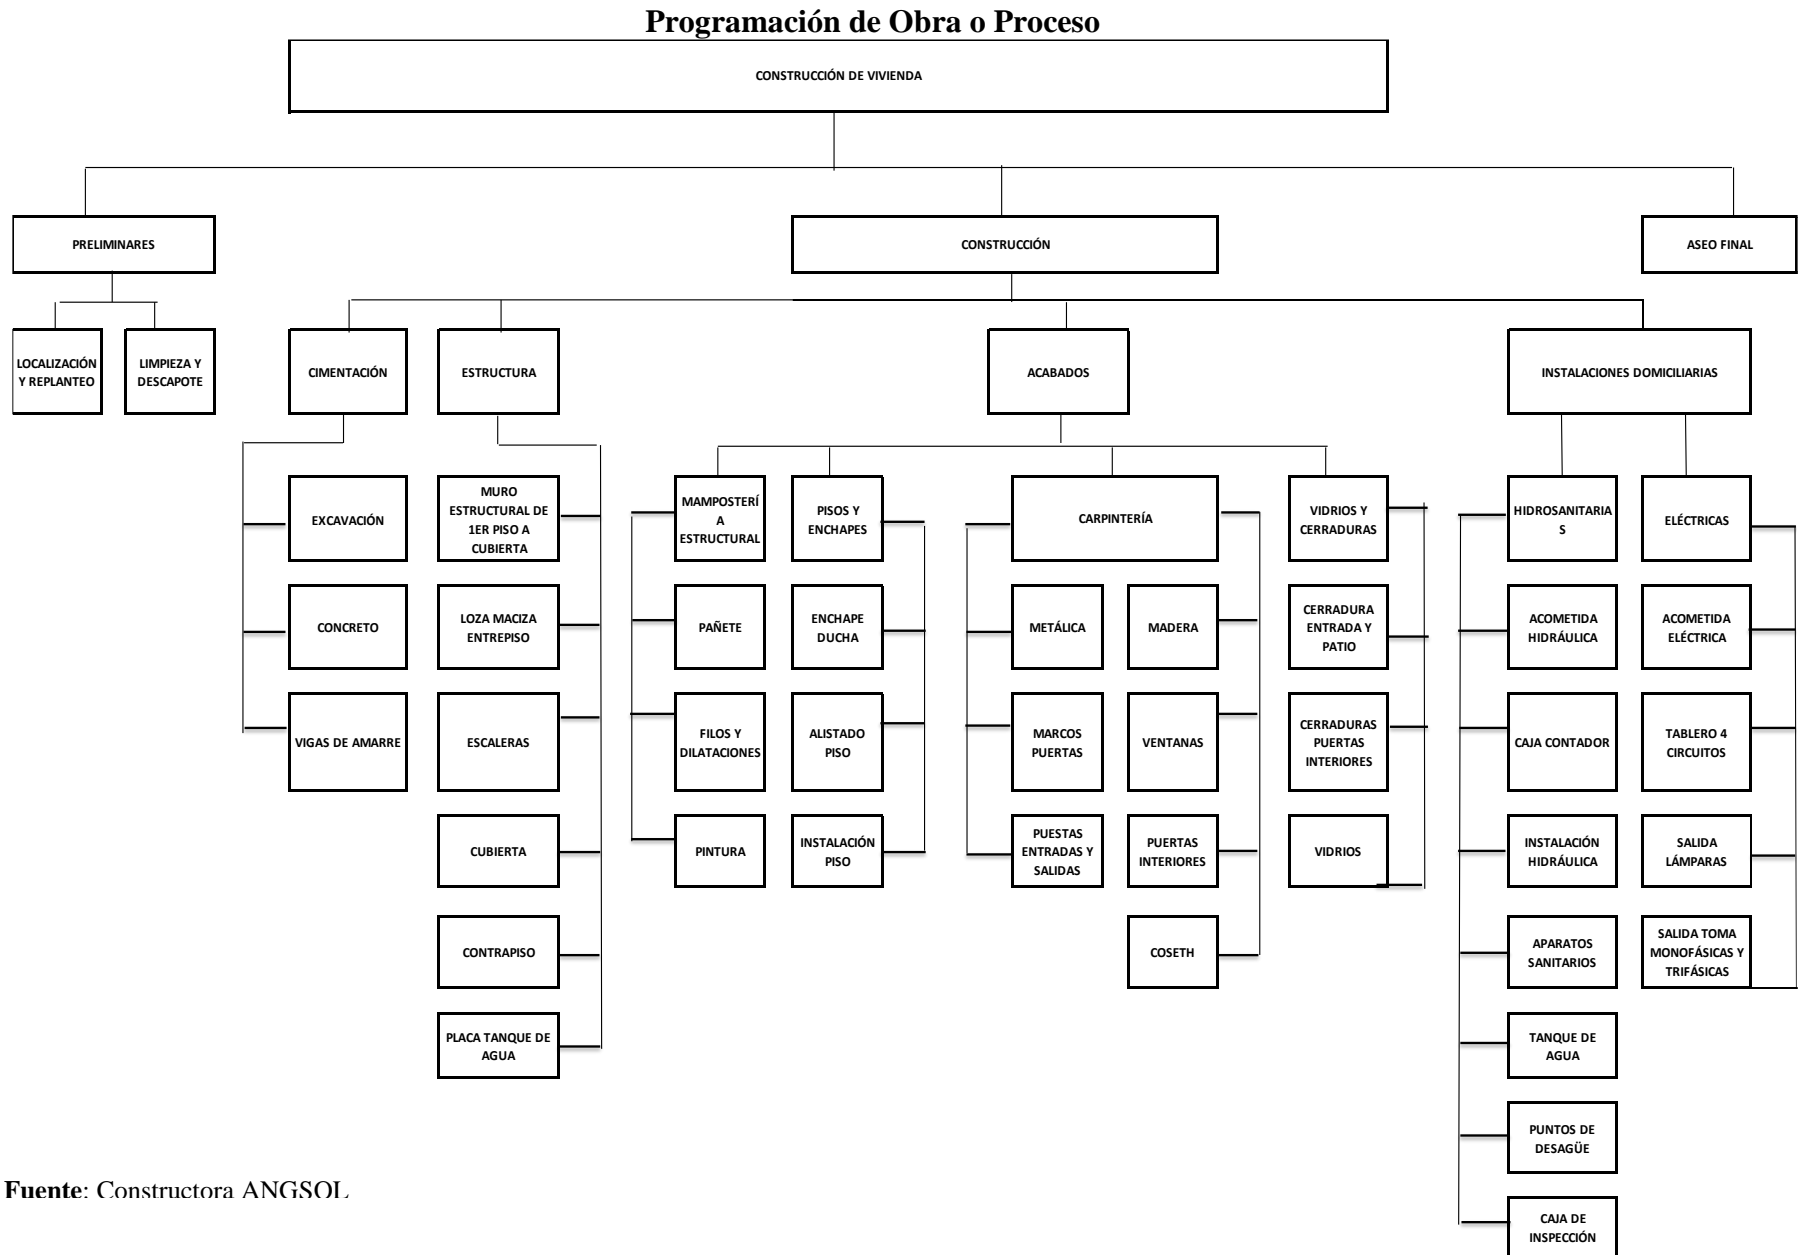 Programación de Obra o Proceso
CONSTRUCCIÓN DE VIVIENDA
PRELIMINARES
CONSTRUCCIÓN
ASEO FINAL
LOCALIZACIÓN
Y REPLANTEO
LIMPIEZA Y
DESCAPOTE
CIMENTACIÓN
ESTRUCTURA
ACABADOS
INSTALACIONES DOMICILIARIAS
EXCAVACIÓN
MURO
ESTRUCTURAL DE
1ER PISO A
CUBIERTA
MAMPOSTERÍ
A
ESTRUCTURAL
PISOS Y
ENCHAPES
CARPINTERÍA
VIDRIOS Y
CERRADURAS
HIDROSANITARIA
S
ELÉCTRICAS
CONCRETO
LOZA MACIZA
ENTREPISO
PAÑETE
ENCHAPE
DUCHA
METÁLICA
MADERA
CERRADURA
ENTRADA Y
PATIO
ACOMETIDA
HIDRÁULICA
ACOMETIDA
ELÉCTRICA
VIGAS DE AMARRE
ESCALERAS
FILOS Y
DILATACIONES
ALISTADO
PISO
MARCOS
PUERTAS
VENTANAS
CERRADURAS
PUERTAS
INTERIORES
CAJA CONTADOR
TABLERO 4
CIRCUITOS
CUBIERTA
PINTURA
INSTALACIÓN
PISO
PUESTAS
ENTRADAS Y
SALIDAS
PUERTAS
INTERIORES
VIDRIOS
INSTALACIÓN
HIDRÁULICA
SALIDA
LÁMPARAS
CONTRAPISO
COSETH
APARATOS
SANITARIOS
SALIDA TOMA
MONOFÁSICAS Y
TRIFÁSICAS
PLACA TANQUE DE
AGUA
TANQUE DE
AGUA
PUNTOS DE
DESAGÜE
CAJA DE
INSPECCIÓN
Fuente: Constructora ANGSOL